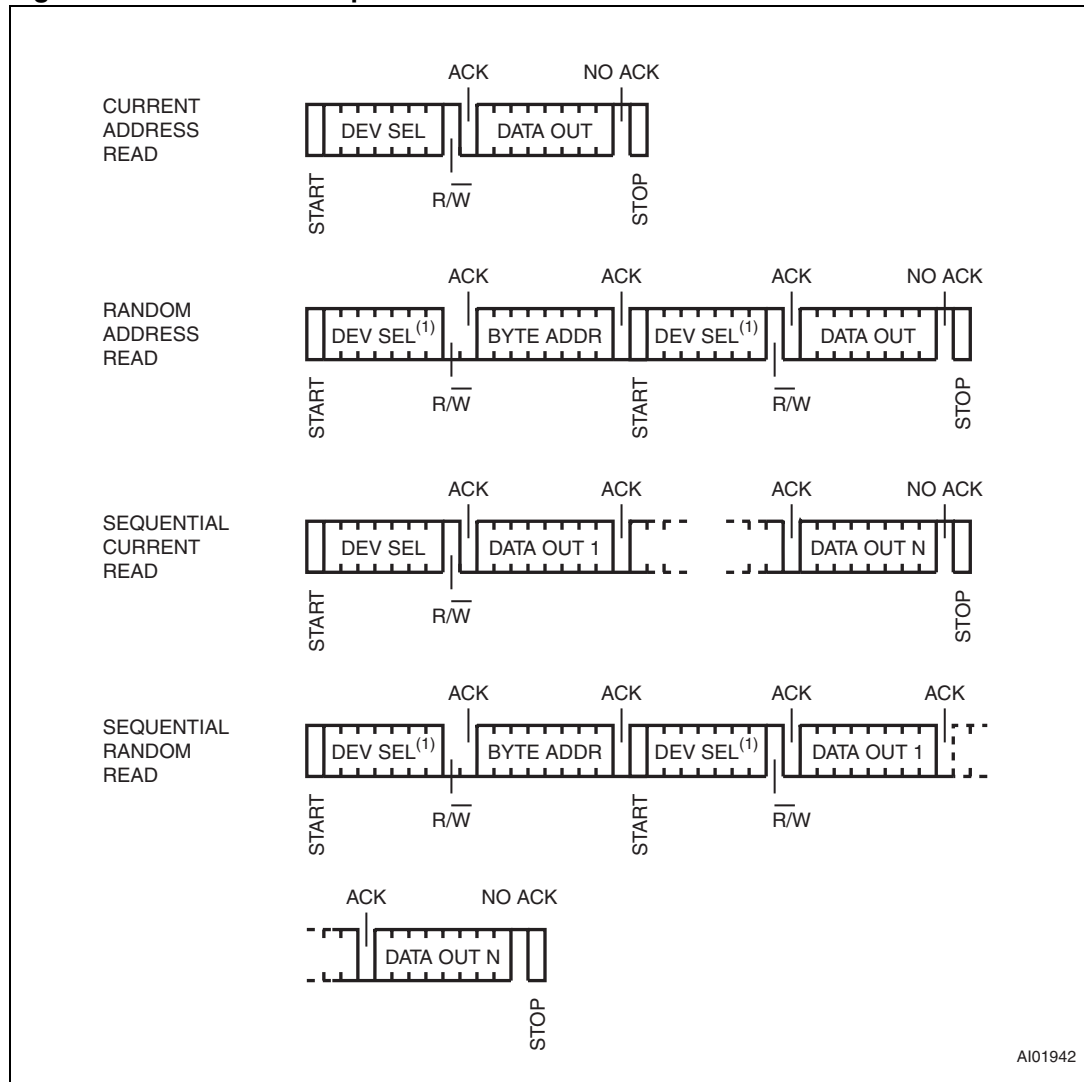 ACK NO ACK
CURRENT
ADDRESS
READ
DEV SEL DATA OUT
START R/W̅ STOP
ACK ACK ACK NO ACK
RANDOM
ADDRESS
READ
DEV SEL(1) BYTE ADDR DEV SEL(1) DATA OUT
START R/W̅ START R̅/W STOP
ACK ACK ACK NO ACK
SEQUENTIAL
CURRENT
READ
DEV SEL DATA OUT 1 DATA OUT N
START R/W̅ STOP
ACK ACK ACK ACK
SEQUENTIAL
RANDOM
READ
DEV SEL(1) BYTE ADDR DEV SEL(1) DATA OUT 1
START R/W̅ START R̅/W
ACK NO ACK
DATA OUT N
STOP
AI01942